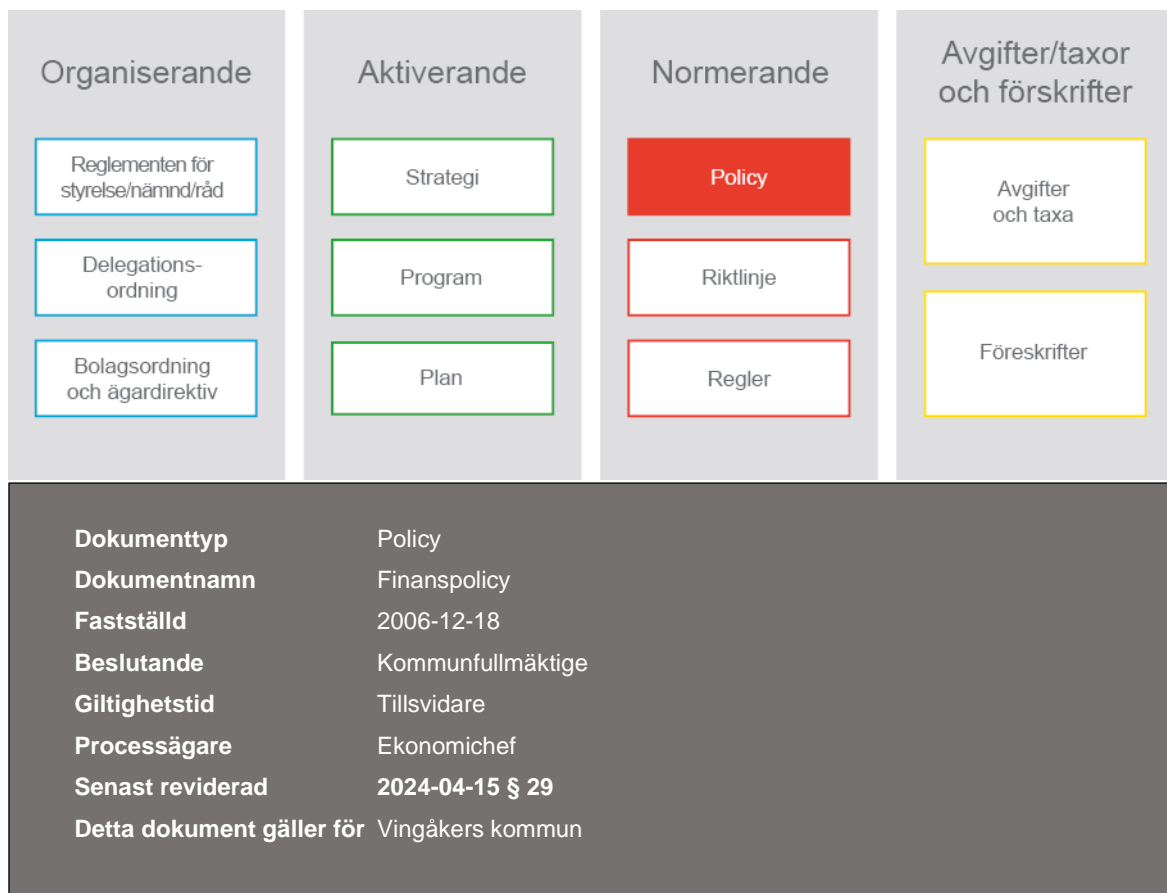 Organiserande
Reglementen för
styrelse/nämnd/råd
Delegations-
ordning
Bolagsordning
och ägardirektiv
Aktiverande
Strategi
Program
Plan
Normerande
Policy
Riktlinje
Regler
Avgifter/taxor
och förskrifter
Avgifter
och taxa
Föreskrifter
Dokumenttyp Policy
Dokumentnamn Finanspolicy
Fastställd 2006-12-18
Beslutande Kommunfullmäktige
Giltighetstid Tillsvidare
Processägare Ekonomichef
Senast reviderad 2024-04-15 § 29
Detta dokument gäller för Vingåkers kommun